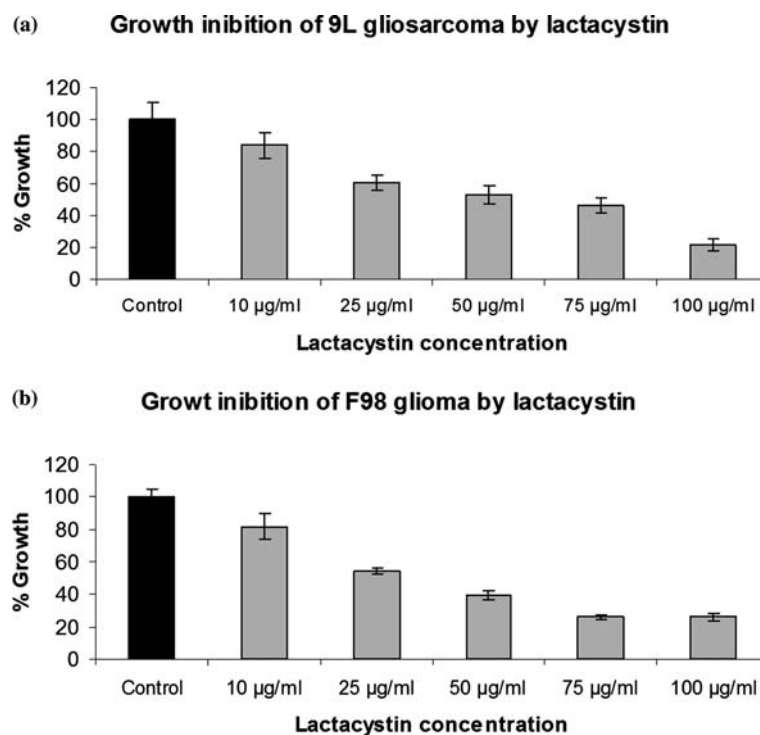 (a) Growth inibition of 9L gliosarcoma by lactacystin
120
100
80
60
40
20
0
% Growth
Control 10 µg/ml 25 µg/ml 50 µg/ml 75 µg/ml 100 µg/ml
Lactacystin concentration
(b) Growt inibition of F98 glioma by lactacystin
120
100
80
60
40
20
0
% Growth
Control 10 µg/ml 25 µg/ml 50 µg/ml 75 µg/ml 100 µg/ml
Lactacystin concentration